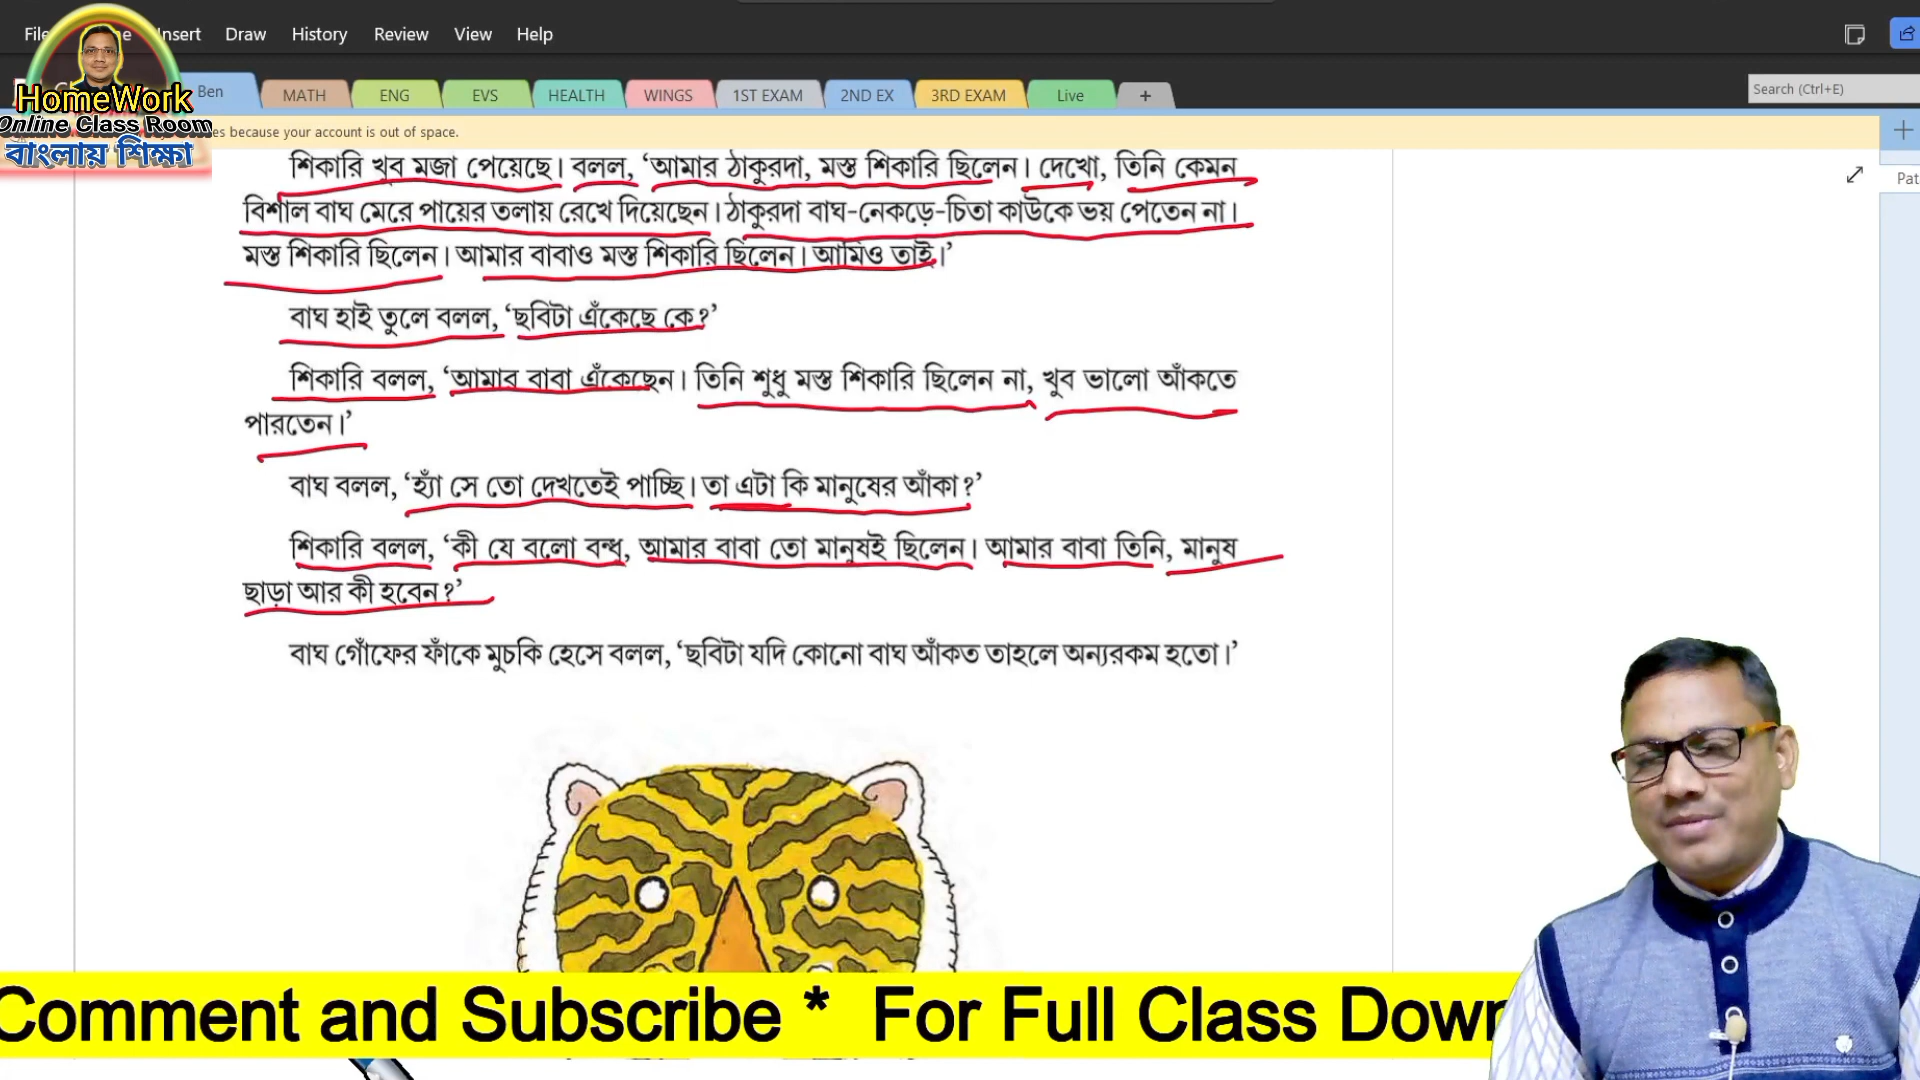 File
Insert Draw History Review View Help
HomeWork
Online Class Room
বাংলায় শিক্ষা
Ben MATH ENG EVS HEALTH WINGS 1ST EXAM 2ND EX 3RD EXAM Live +
Search (Ctrl+E)
because your account is out of space.
শিকারি খুব মজা পেয়েছে। বলল, ‘আমার ঠাকুরদা, মস্ত শিকারি ছিলেন। দেখো, তিনি কেমন
বিশাল বাঘ মেরে পায়ের তলায় রেখে দিয়েছেন। ঠাকুরদা বাঘ-নেকড়ে-চিতা কাউকে ভয় পেতেন না।
মস্ত শিকারি ছিলেন। আমার বাবাও মস্ত শিকারি ছিলেন। আমিও তাই।’
বাঘ হাই তুলে বলল, ‘ছবিটা এঁকেছে কে?’
শিকারি বলল, ‘আমার বাবা এঁকেছেন। তিনি শুধু মস্ত শিকারি ছিলেন না, খুব ভালো আঁকতে
পারতেন।’
বাঘ বলল, ‘হ্যাঁ সে তো দেখতেই পাচ্ছি। তা এটা কি মানুষের আঁকা?’
শিকারি বলল, ‘কী যে বলো বন্ধু, আমার বাবা তো মানুষই ছিলেন। আমার বাবা তিনি, মানুষ
ছাড়া আর কী হবেন?’
বাঘ গোঁফের ফাঁকে মুচকি হেসে বলল, ‘ছবিটা যদি কোনো বাঘ আঁকত তাহলে অন্যরকম হতো।’
Comment and Subscribe * For Full Class Down